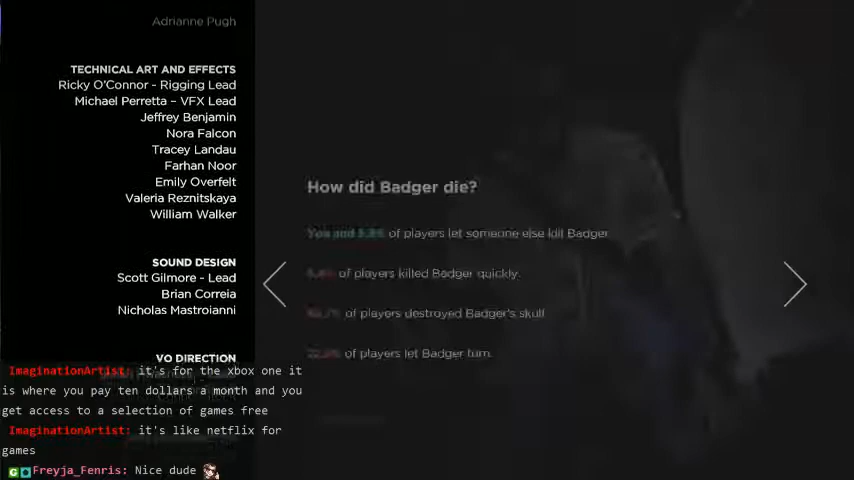 Adrianne Pugh
TECHNICAL ART AND EFFECTS
Ricky O'Connor - Rigging Lead
Michael Perretta – VFX Lead
Jeffrey Benjamin
Nora Falcon
Tracey Landau
Farhan Noor
Emily Overfelt
Valeria Reznitskaya
William Walker
SOUND DESIGN
Scott Gilmore - Lead
Brian Correia
Nicholas Mastroianni
VO DIRECTION
How did Badger die?
You and of players let someone else kill Badger
of players killed Badger quickly.
of players destroyed Badger's skull
of players let Badger turn.
ImaginationArtist: it's for the xbox one it
is where you pay ten dollars a month and you
get access to a selection of games free
ImaginationArtist: it's like netflix for
games
Freyja_Fenris: Nice dude